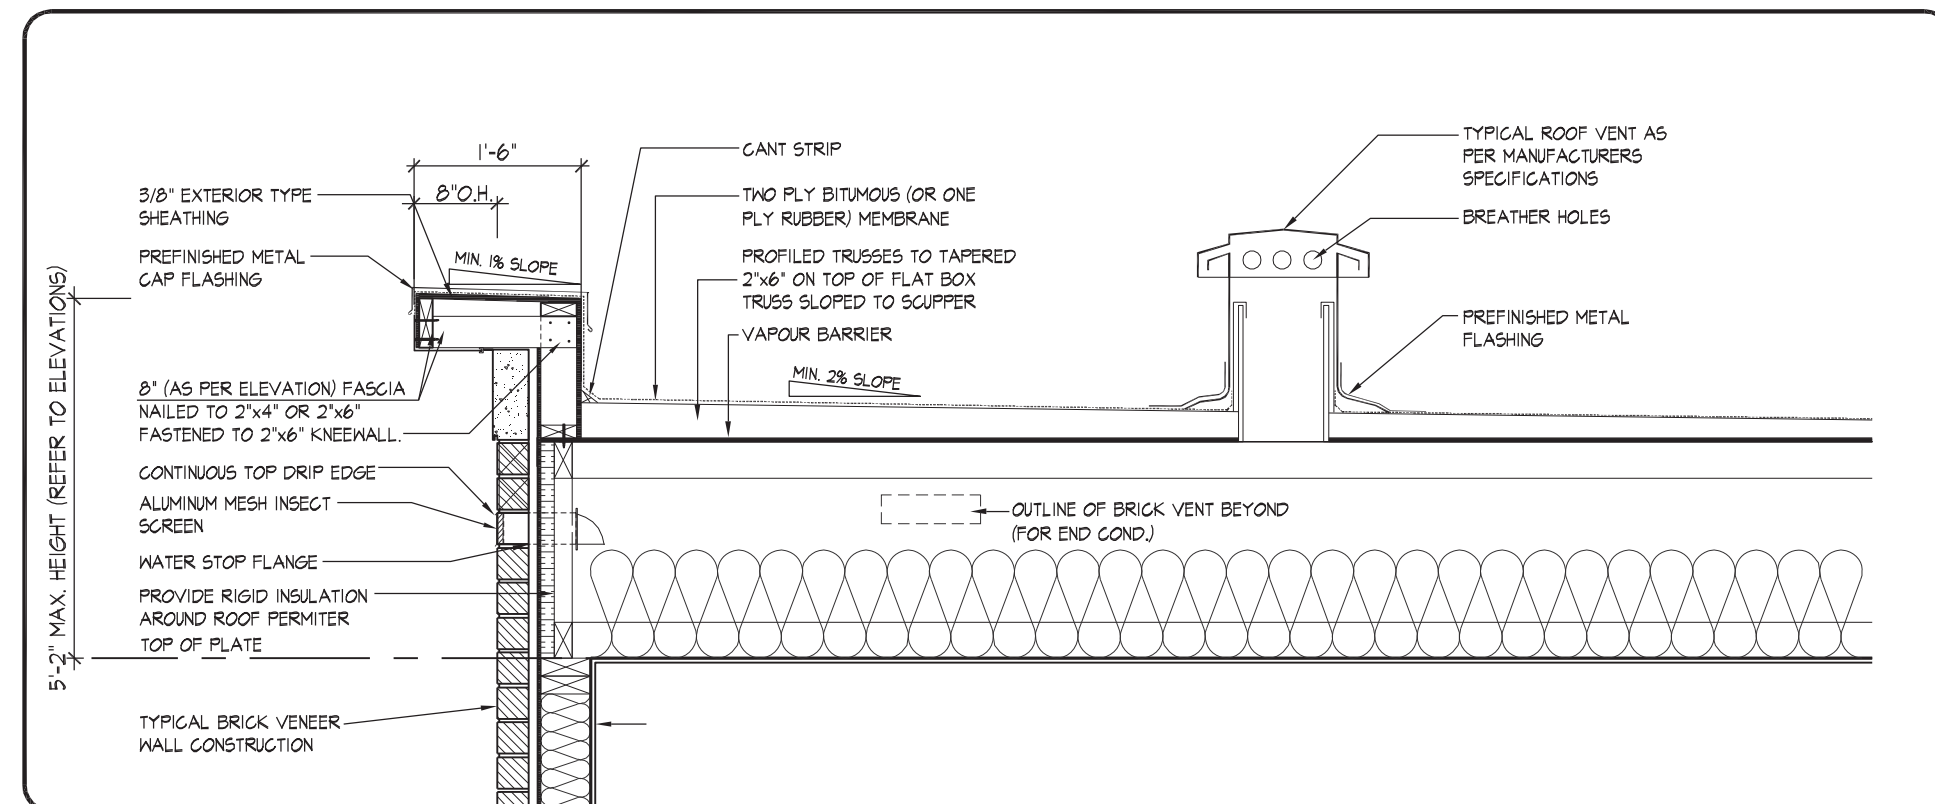 1'-6"
8"O.H.
3/8" EXTERIOR TYPE
SHEATHING
PREFINISHED METAL
CAP FLASHING
MIN. 1% SLOPE
5'-2" MAX. HEIGHT (REFER TO ELEVATIONS)
8" (AS PER ELEVATION) FASCIA
NAILED TO 2"x4" OR 2"x6"
FASTENED TO 2"x6" KNEEWALL.
CONTINUOUS TOP DRIP EDGE
ALUMINUM MESH INSECT
SCREEN
WATER STOP FLANGE
PROVIDE RIGID INSULATION
AROUND ROOF PERMITER
TOP OF PLATE
TYPICAL BRICK VENEER
WALL CONSTRUCTION
CANT STRIP
TWO PLY BITUMOUS (OR ONE
PLY RUBBER) MEMBRANE
PROFILED TRUSSES TO TAPERED
2"x6" ON TOP OF FLAT BOX
TRUSS SLOPED TO SCUPPER
VAPOUR BARRIER
MIN. 2% SLOPE
OUTLINE OF BRICK VENT BEYOND
(FOR END COND.)
TYPICAL ROOF VENT AS
PER MANUFACTURERS
SPECIFICATIONS
BREATHER HOLES
PREFINISHED METAL
FLASHING